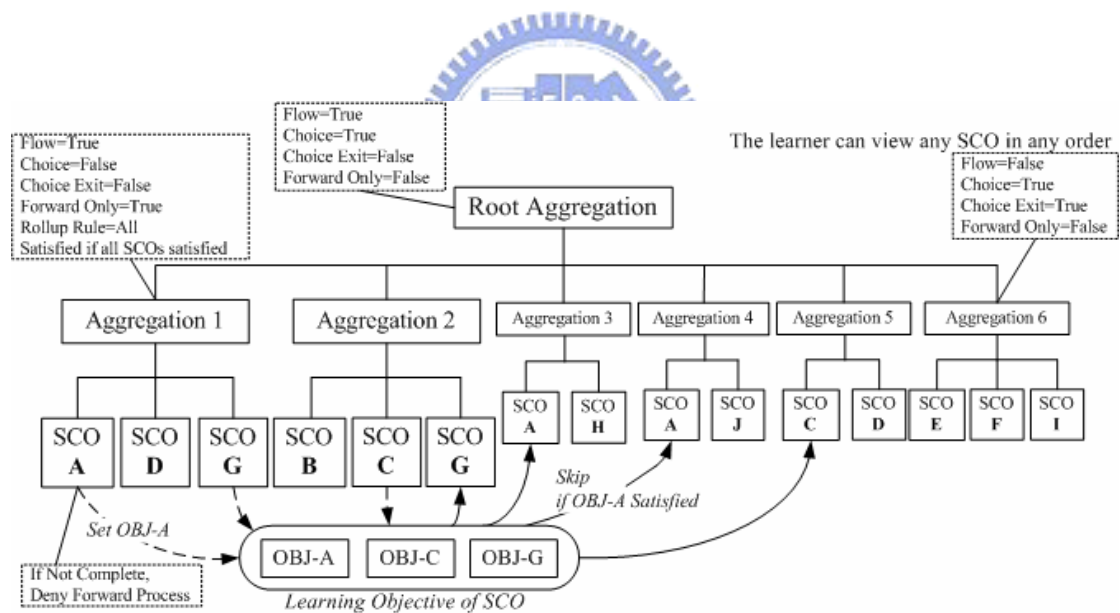 Flow=True
Choice=False
Choice Exit=False
Forward Only=True
Rollup Rule=All
Satisfied if all SCOs satisfied
Flow=True
Choice=True
Choice Exit=False
Forward Only=False
The learner can view any SCO in any order
Flow=False
Choice=True
Choice Exit=True
Forward Only=False
Root Aggregation
Aggregation 1
Aggregation 2
Aggregation 3
Aggregation 4
Aggregation 5
Aggregation 6
SCO
A
SCO
D
SCO
G
SCO
B
SCO
C
SCO
G
SCO
A
SCO
H
SCO
A
SCO
J
SCO
C
SCO
D
SCO
E
SCO
F
SCO
I
Set OBJ-A
Skip
if OBJ-A Satisfied
If Not Complete,
Deny Forward Process
OBJ-A
OBJ-C
OBJ-G
Learning Objective of SCO